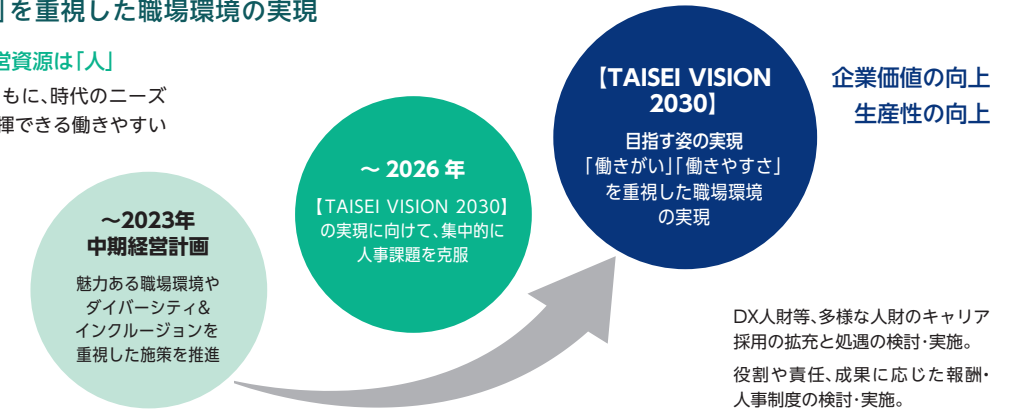 」を重視した職場環境の実現
営資源は「人」
もに、時代のニーズ
揮できる働きやすい
～2023年
中期経営計画
魅力ある職場環境や
ダイバーシティ&
インクルージョンを
重視した施策を推進
～ 2026 年
【TAISEI VISION 2030】
の実現に向けて、集中的に
人事課題を克服
【TAISEI VISION
2030】
目指す姿の実現
「働きがい」「働きやすさ」
を重視した職場環境
の実現
企業価値の向上
生産性の向上
DX人財等、多様な人財のキャリア
採用の拡充と処遇の検討・実施。
役割や責任、成果に応じた報酬・
人事制度の検討・実施。